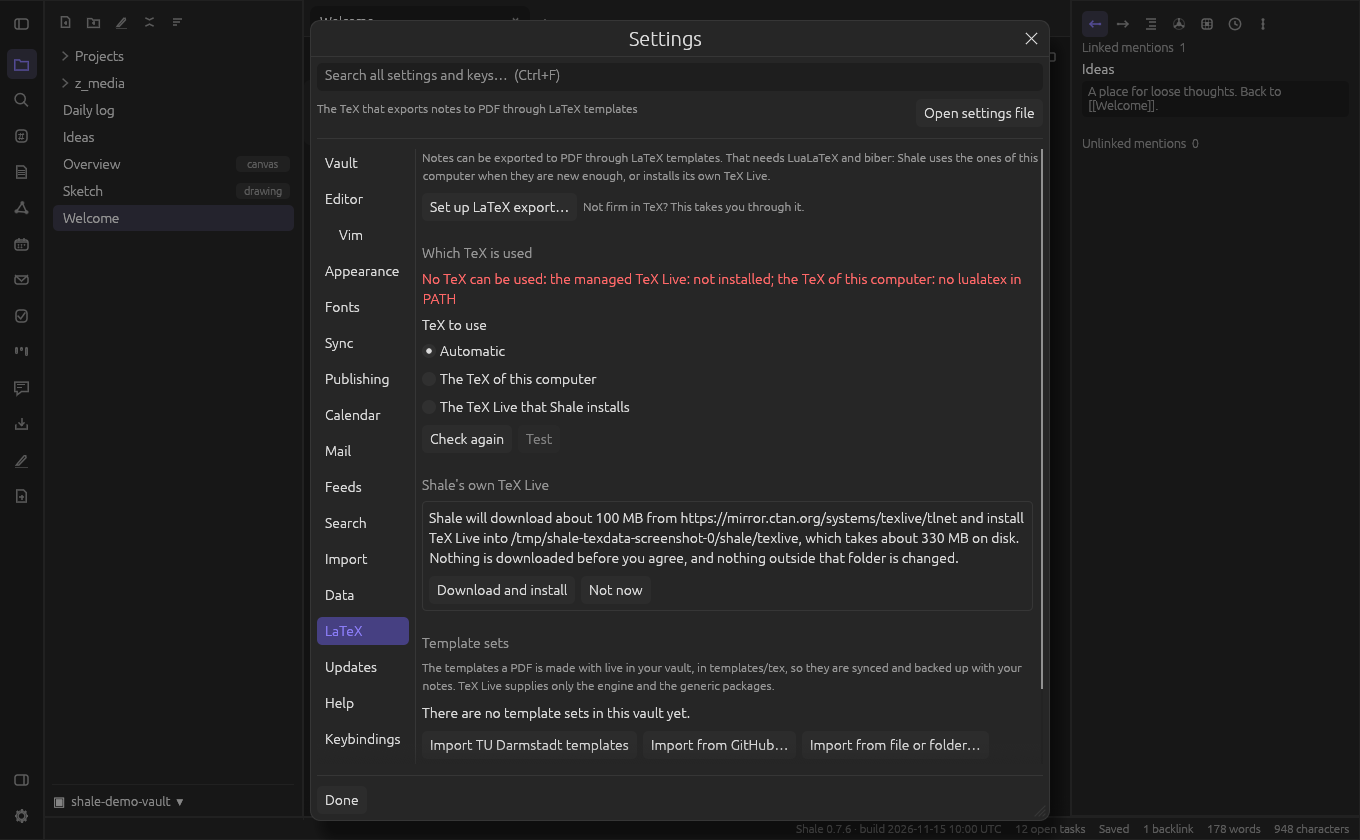 Settings
Search all settings and keys… (Ctrl+F)
The TeX that exports notes to PDF through LaTeX templates
Open settings file
Projects
z_media
Daily log
Ideas
Overview canvas
Sketch drawing
Welcome
shale-demo-vault ▾
Vault
Editor
Vim
Appearance
Fonts
Sync
Publishing
Calendar
Mail
Feeds
Search
Import
Data
LaTeX
Updates
Help
Keybindings
Notes can be exported to PDF through LaTeX templates. That needs LuaLaTeX and biber: Shale uses the ones of this
computer when they are new enough, or installs its own TeX Live.
Set up LaTeX export… Not firm in TeX? This takes you through it.
Which TeX is used
No TeX can be used: the managed TeX Live: not installed; the TeX of this computer: no lualatex in
PATH
TeX to use
Automatic
The TeX of this computer
The TeX Live that Shale installs
Check again Test
Shale's own TeX Live
Shale will download about 100 MB from https://mirror.ctan.org/systems/texlive/tlnet and install
TeX Live into /tmp/shale-texdata-screenshot-0/shale/texlive, which takes about 330 MB on disk.
Nothing is downloaded before you agree, and nothing outside that folder is changed.
Download and install Not now
Template sets
The templates a PDF is made with live in your vault, in templates/tex, so they are synced and backed up with your
notes. TeX Live supplies only the engine and the generic packages.
There are no template sets in this vault yet.
Import TU Darmstadt templates Import from GitHub… Import from file or folder…
Done
Linked mentions 1
Ideas
A place for loose thoughts. Back to
[[Welcome]].
Unlinked mentions 0
Shale 0.7.6 · build 2026-11-15 10:00 UTC 12 open tasks Saved 1 backlink 178 words 948 characters